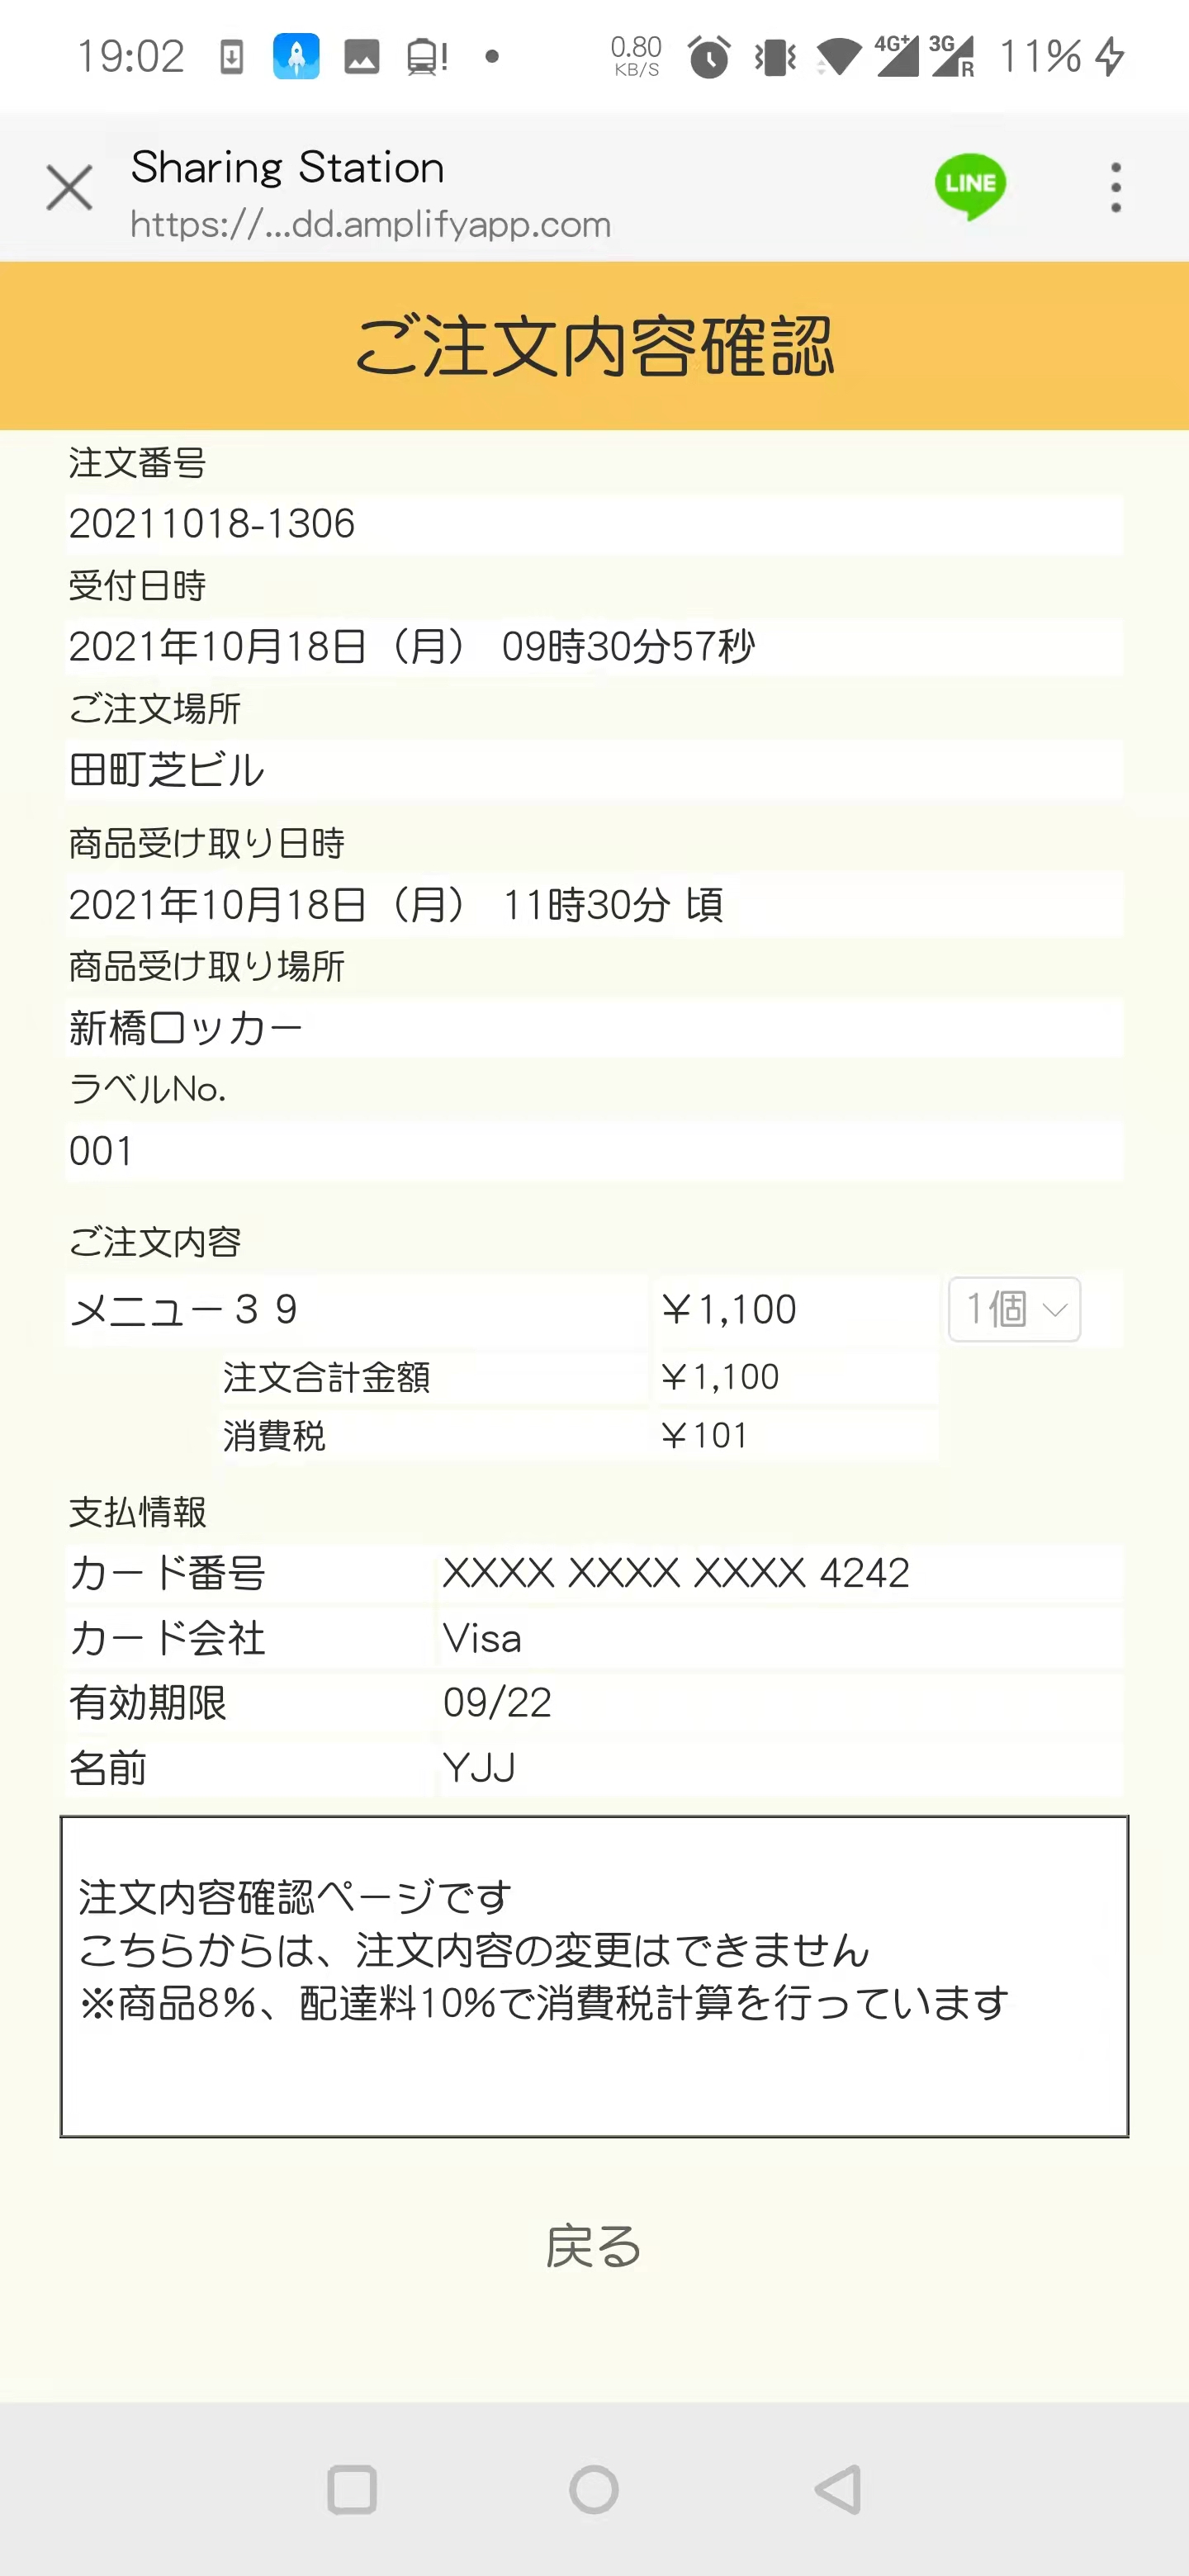 19:02 0.80 KB/S 4G+ 3G R 11%
Sharing Station
https://...dd.amplifyapp.com
LINE
ご注文内容確認
注文番号
20211018-1306
受付日時
2021年10月18日（月） 09時30分57秒
ご注文場所
田町芝ビル
商品受け取り日時
2021年10月18日（月） 11時30分 頃
商品受け取り場所
新橋ロッカー
ラベルNo.
001
ご注文内容
メニュー３９ ￥1,100 1個
注文合計金額 ￥1,100
消費税 ￥101
支払情報
カード番号 XXXX XXXX XXXX 4242
カード会社 Visa
有効期限 09/22
名前 YJJ
注文内容確認ページです
こちらからは、注文内容の変更はできません
※商品8%、配達料10%で消費税計算を行っています
戻る